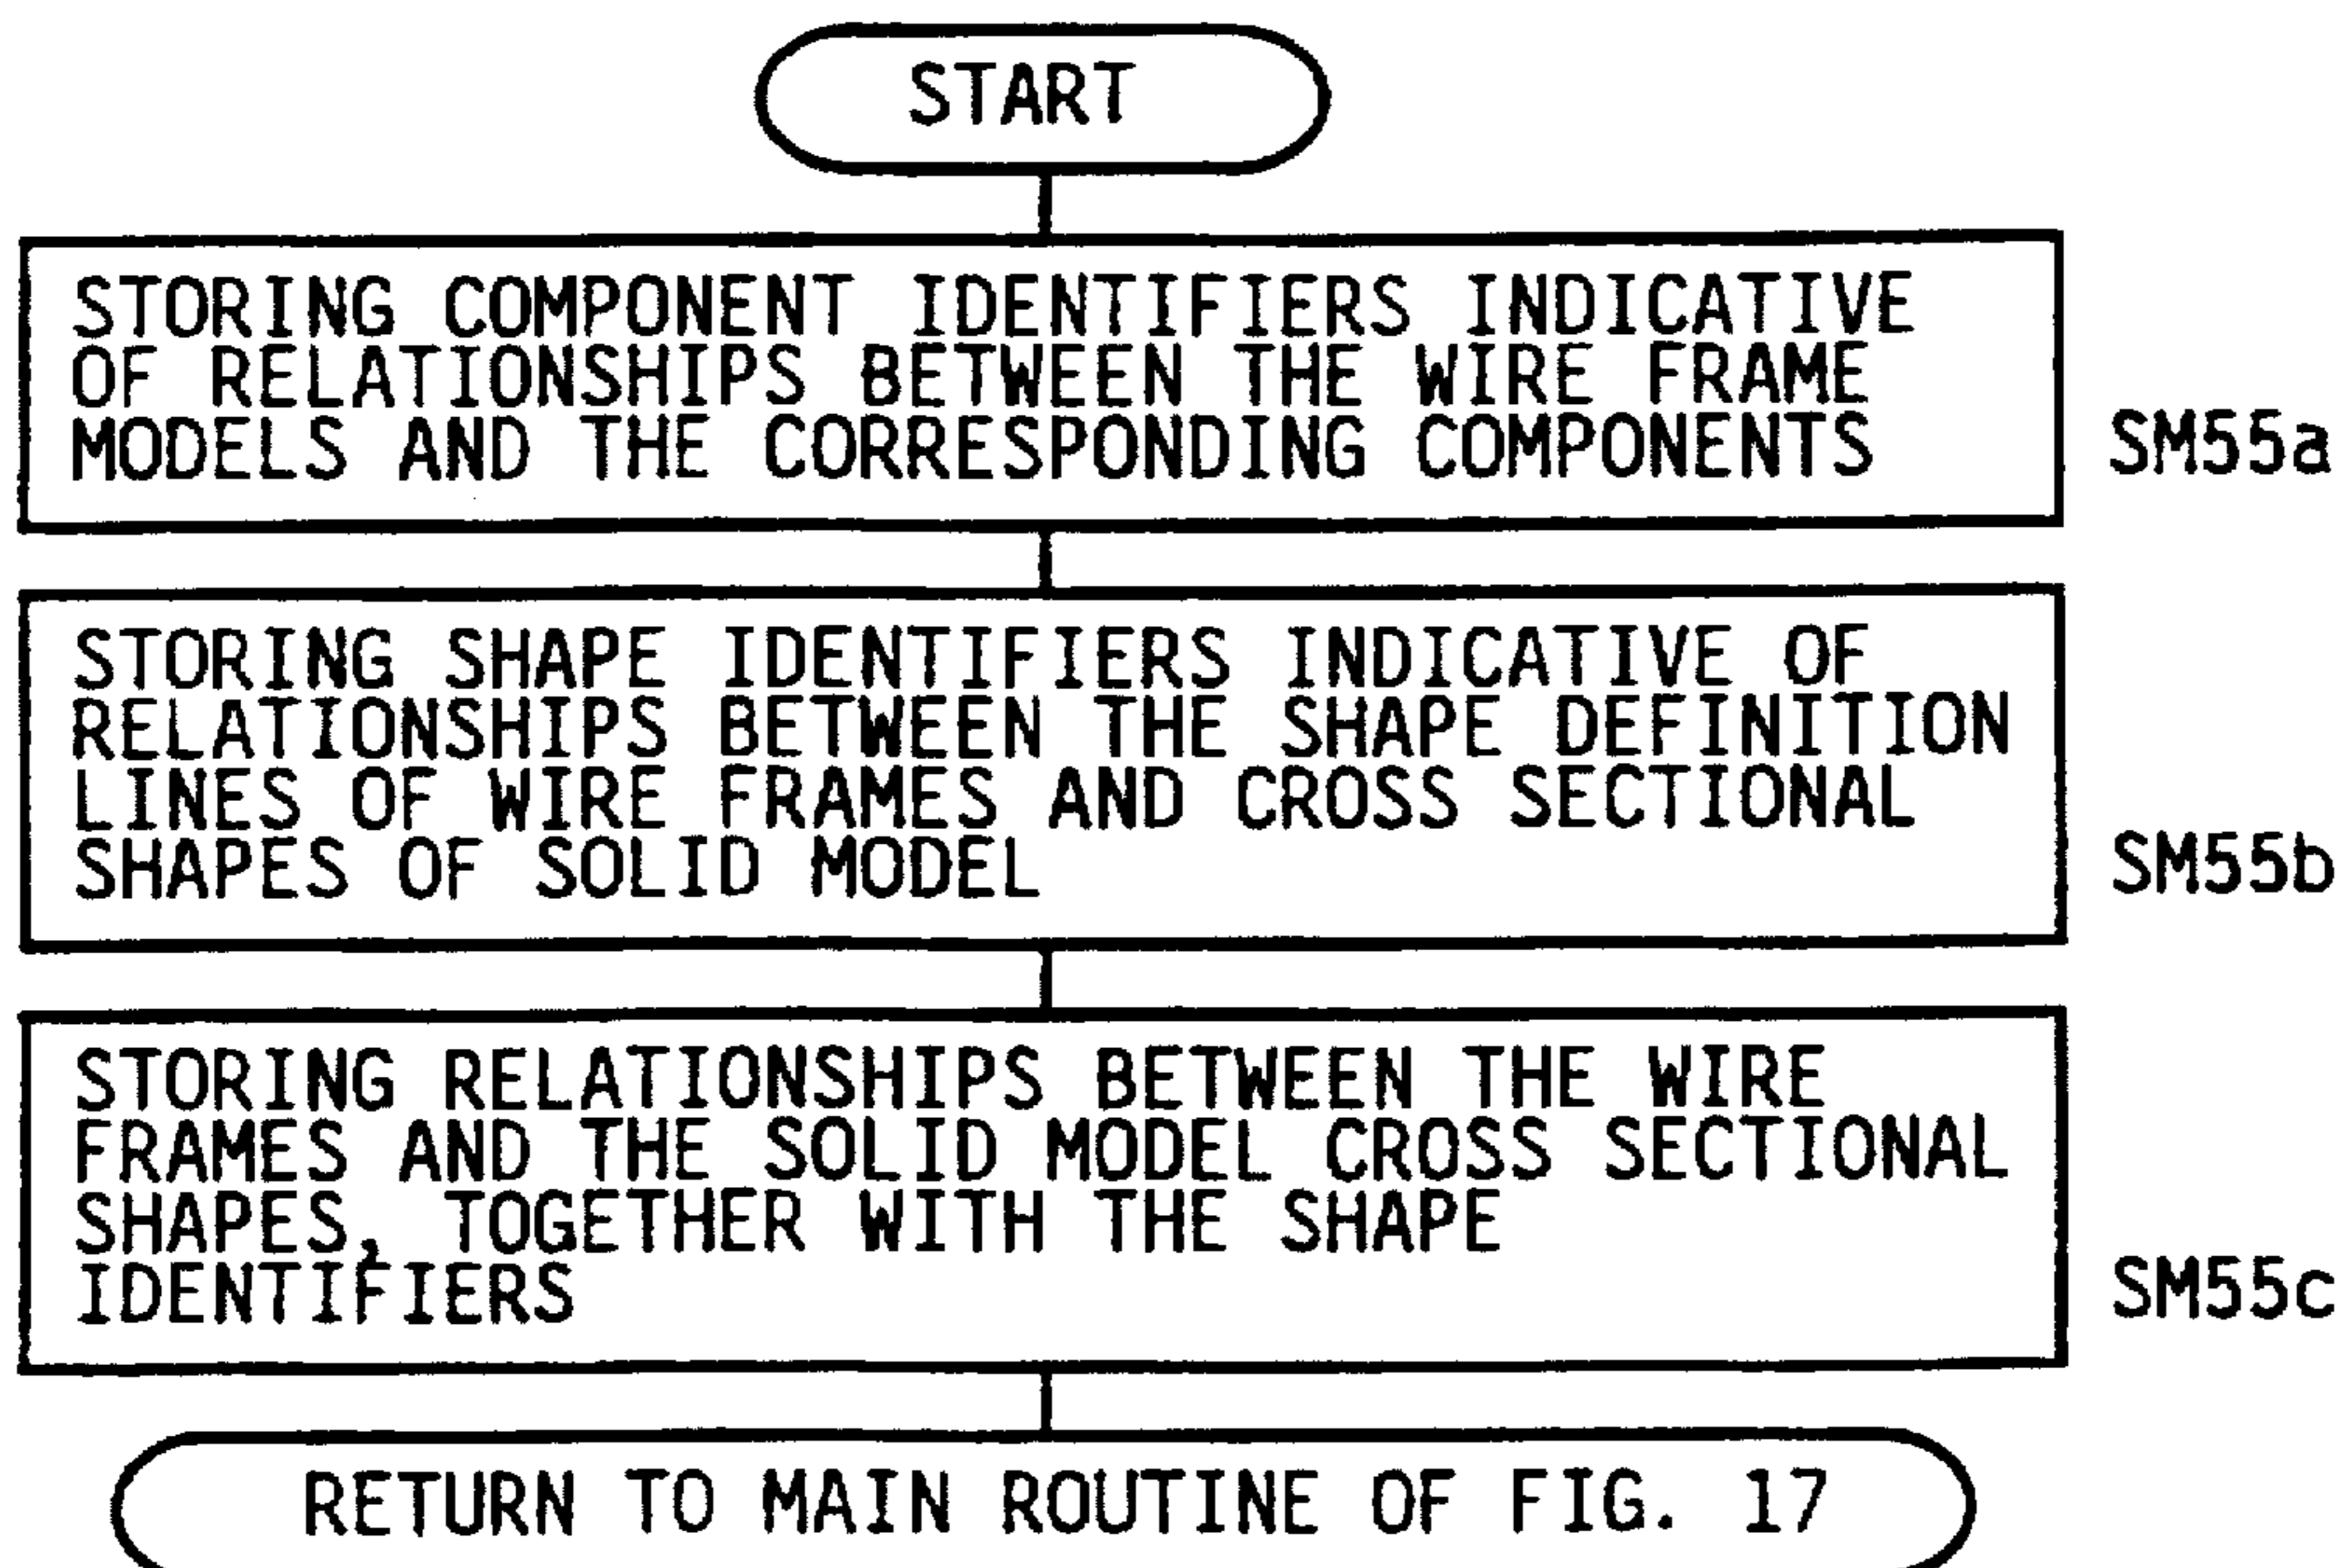 START
STORING COMPONENT IDENTIFIERS INDICATIVE
OF RELATIONSHIPS BETWEEN THE WIRE FRAME
MODELS AND THE CORRESPONDING COMPONENTS
SM55a
STORING SHAPE IDENTIFIERS INDICATIVE OF
RELATIONSHIPS BETWEEN THE SHAPE DEFINITION
LINES OF WIRE FRAMES AND CROSS SECTIONAL
SHAPES OF SOLID MODEL
SM55b
STORING RELATIONSHIPS BETWEEN THE WIRE
FRAMES AND THE SOLID MODEL CROSS SECTIONAL
SHAPES, TOGETHER WITH THE SHAPE
IDENTIFIERS
SM55c
RETURN TO MAIN ROUTINE OF FIG. 17